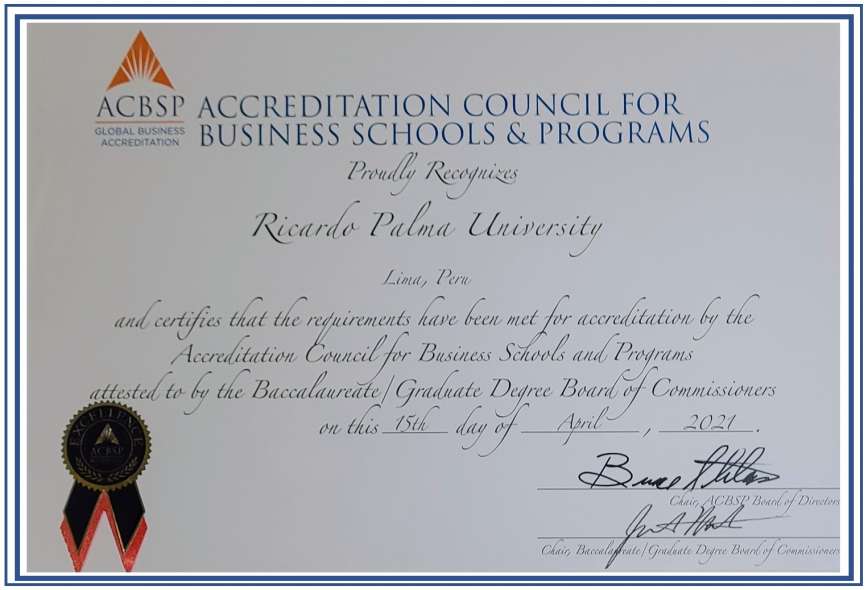 ACBSP
GLOBAL BUSINESS
ACCREDITATION
ACCREDITATION COUNCIL FOR
BUSINESS SCHOOLS & PROGRAMS
Proudly Recognizes
Ricardo Palma University
Lima, Peru
and certifies that the requirements have been met for accreditation by the
Accreditation Council for Business Schools and Programs
attested to by the Baccalaureate/Graduate Degree Board of Commissioners
on this 15th day of April, 2021.
EXCELLENCE
ACBSP
Chair, ACBSP Board of Directors
Chair, Baccalaureate/Graduate Degree Board of Commissioners